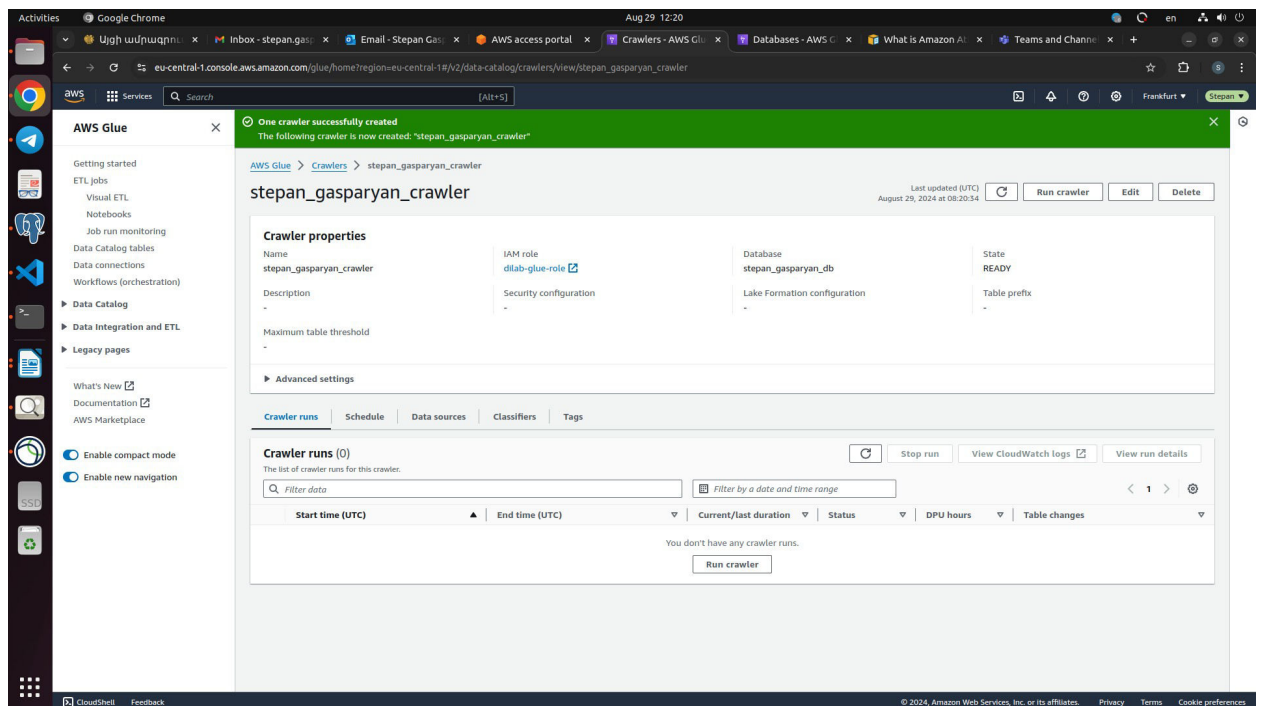 Activities
Google Chrome
Aug 29 12:20
en
Այցի ամրագրու
Inbox - stepan.gasp
Email - Stepan Gasp
AWS access portal
Crawlers - AWS Glu
Databases - AWS G
What is Amazon At
Teams and Channe
eu-central-1.console.aws.amazon.com/glue/home?region=eu-central-1#/v2/data-catalog/crawlers/view/stepan_gasparyan_crawler
S
aws
Services
Search
[Alt+S]
Frankfurt
Stepan
AWS Glue
Getting started
ETL jobs
Visual ETL
Notebooks
Job run monitoring
Data Catalog tables
Data connections
Workflows (orchestration)
Data Catalog
Data Integration and ETL
Legacy pages
What's New
Documentation
AWS Marketplace
Enable compact mode
Enable new navigation
SSD
One crawler successfully created
The following crawler is now created: "stepan_gasparyan_crawler"
AWS Glue > Crawlers > stepan_gasparyan_crawler
stepan_gasparyan_crawler
Last updated (UTC)
August 29, 2024 at 08:20:34
Run crawler
Edit
Delete
Crawler properties
Name
stepan_gasparyan_crawler
IAM role
dilab-glue-role
Database
stepan_gasparyan_db
State
READY
Description
-
Security configuration
-
Lake Formation configuration
-
Table prefix
-
Maximum table threshold
-
Advanced settings
Crawler runs
Schedule
Data sources
Classifiers
Tags
Crawler runs (0)
The list of crawler runs for this crawler.
Stop run
View CloudWatch logs
View run details
Filter data
Filter by a date and time range
1
Start time (UTC)
End time (UTC)
Current/last duration
Status
DPU hours
Table changes
You don't have any crawler runs.
Run crawler
CloudShell
Feedback
© 2024, Amazon Web Services, Inc. or its affiliates.
Privacy
Terms
Cookie preferences